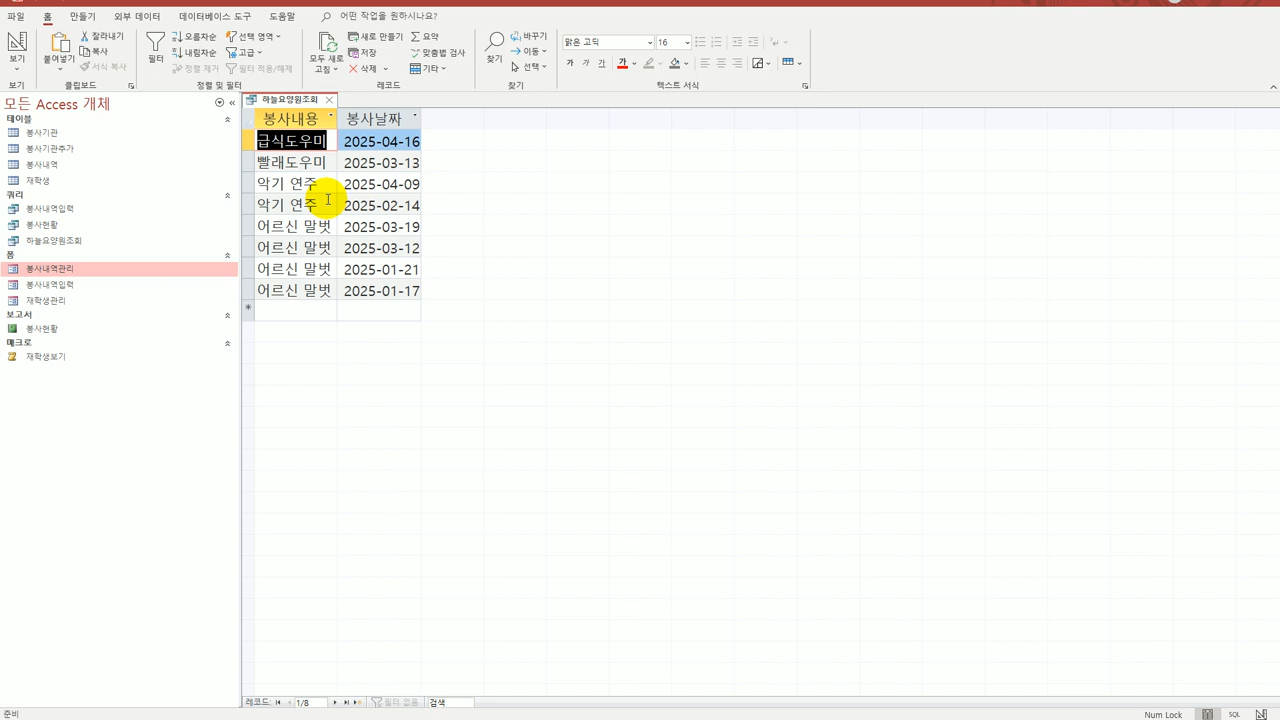 파일 홈 만들기 외부 데이터 데이터베이스 도구 도움말 어떤 작업을 원하시나요?
보기
붙여넣기
잘라내기
복사
서식 복사
필터
오름차순
내림차순
정렬 제거
선택 영역
고급
필터 적용/해제
모두 새로
고침
새로 만들기
저장
삭제
요약
맞춤법 검사
기타
찾기
바꾸기
이동
선택
맑은 고딕 16
가 가 가 가
보기 클립보드 정렬 및 필터 레코드 찾기 텍스트 서식
모든 Access 개체
테이블
봉사기관
봉사기관추가
봉사내역
재학생
쿼리
봉사내역입력
봉사현황
하늘요양원조회
폼
봉사내역관리
봉사내역입력
재학생관리
보고서
봉사현황
매크로
재학생보기
하늘요양원조회
봉사내용 봉사날짜
급식도우미 2025-04-16
빨래도우미 2025-03-13
악기 연주 2025-04-09
악기 연주 2025-02-14
어르신 말벗 2025-03-19
어르신 말벗 2025-03-12
어르신 말벗 2025-01-21
어르신 말벗 2025-01-17
레코드: 1/8 필터 없음 검색
준비 Num Lock SQL